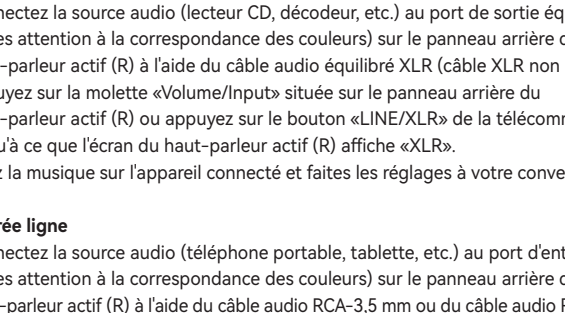 nectez la source audio (lecteur CD, décodeur, etc.) au port de sortie éq
es attention à la correspondance des couleurs) sur le panneau arrière d
-parleur actif (R) à l'aide du câble audio équilibré XLR (câble XLR non
uyez sur la molette «Volume/Input» située sur le panneau arrière du
-parleur actif (R) ou appuyez sur le bouton «LINE/XLR» de la télécomm
u'à ce que l'écran du haut-parleur actif (R) affiche «XLR».
z la musique sur l'appareil connecté et faites les réglages à votre conve
rée ligne
nectez la source audio (téléphone portable, tablette, etc.) au port d'ent
es attention à la correspondance des couleurs) sur le panneau arrière d
-parleur actif (R) à l'aide du câble audio RCA-3,5 mm ou du câble audio R